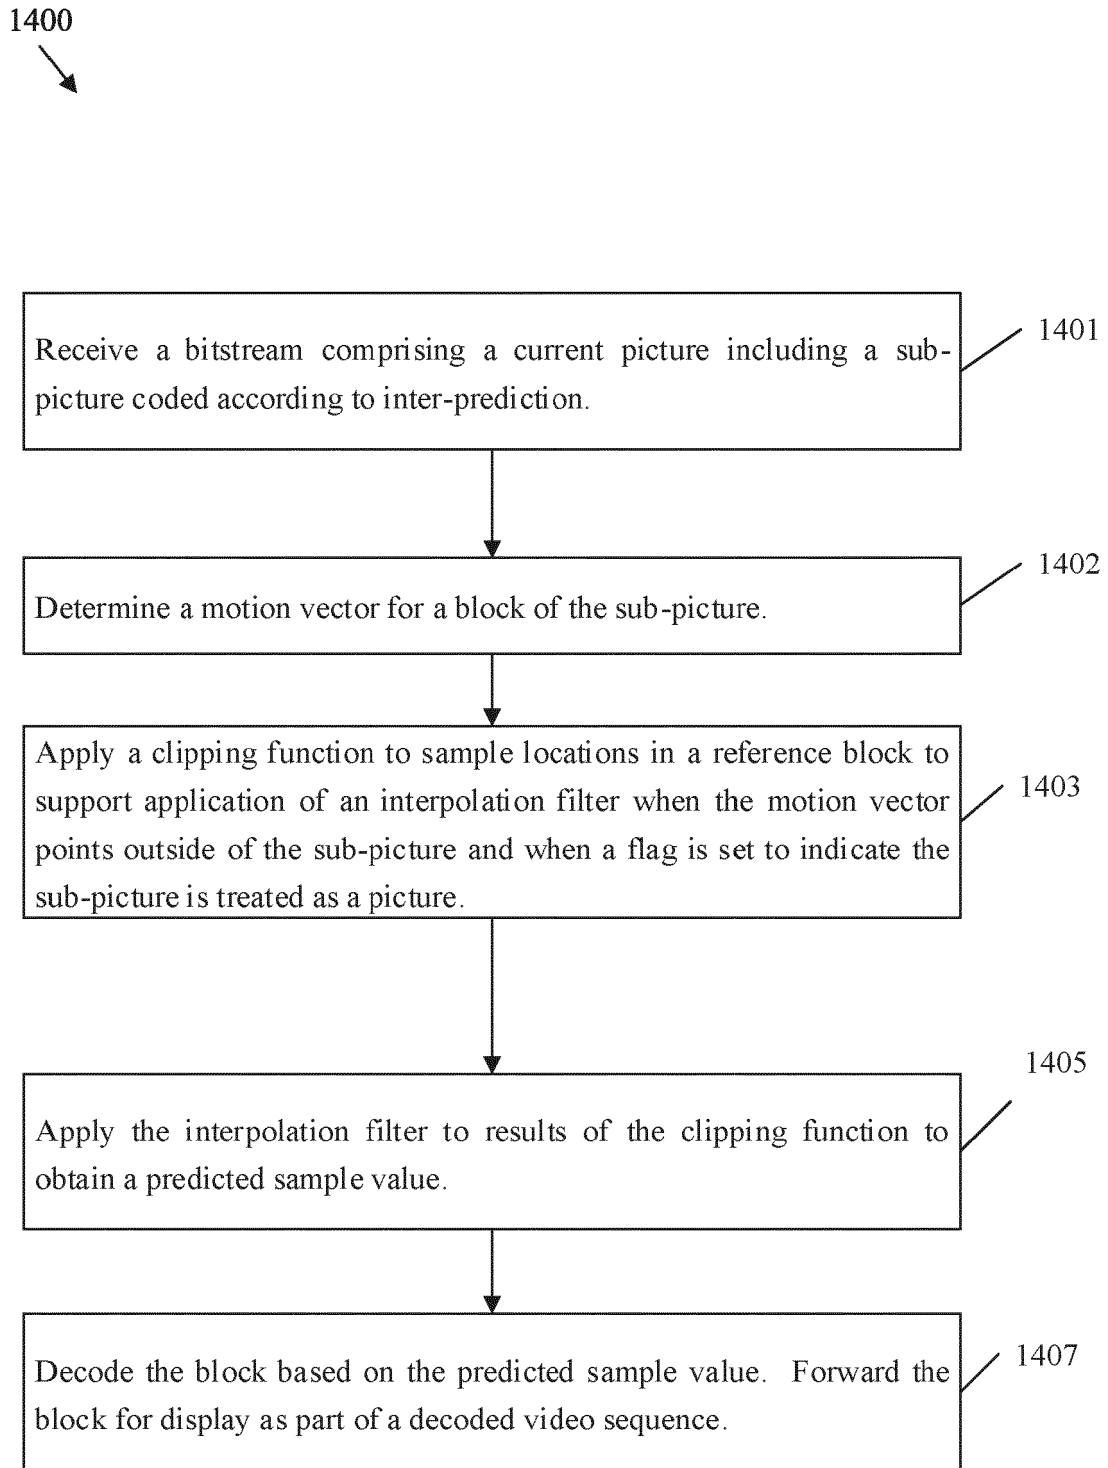 1400
Receive a bitstream comprising a current picture including a sub-
picture coded according to inter-prediction.
1401
Determine a motion vector for a block of the sub-picture.
1402
Apply a clipping function to sample locations in a reference block to
support application of an interpolation filter when the motion vector
points outside of the sub-picture and when a flag is set to indicate the
sub-picture is treated as a picture.
1403
Apply the interpolation filter to results of the clipping function to
obtain a predicted sample value.
1405
Decode the block based on the predicted sample value. Forward the
block for display as part of a decoded video sequence.
1407